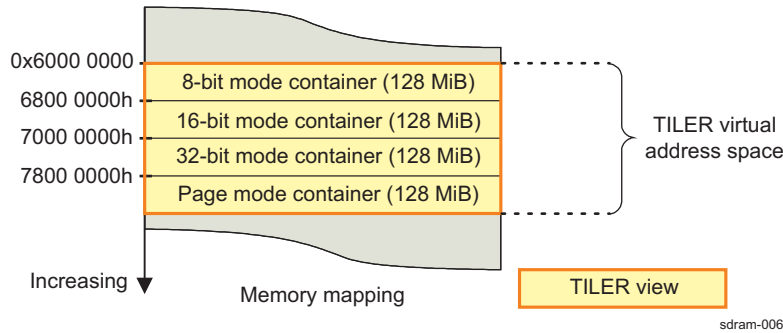 0x6000 0000
8-bit mode container (128 MiB)
6800 0000h
16-bit mode container (128 MiB)
TILER virtual
address space
7000 0000h
32-bit mode container (128 MiB)
7800 0000h
Page mode container (128 MiB)
Increasing
Memory mapping
TILER view
sdram-006